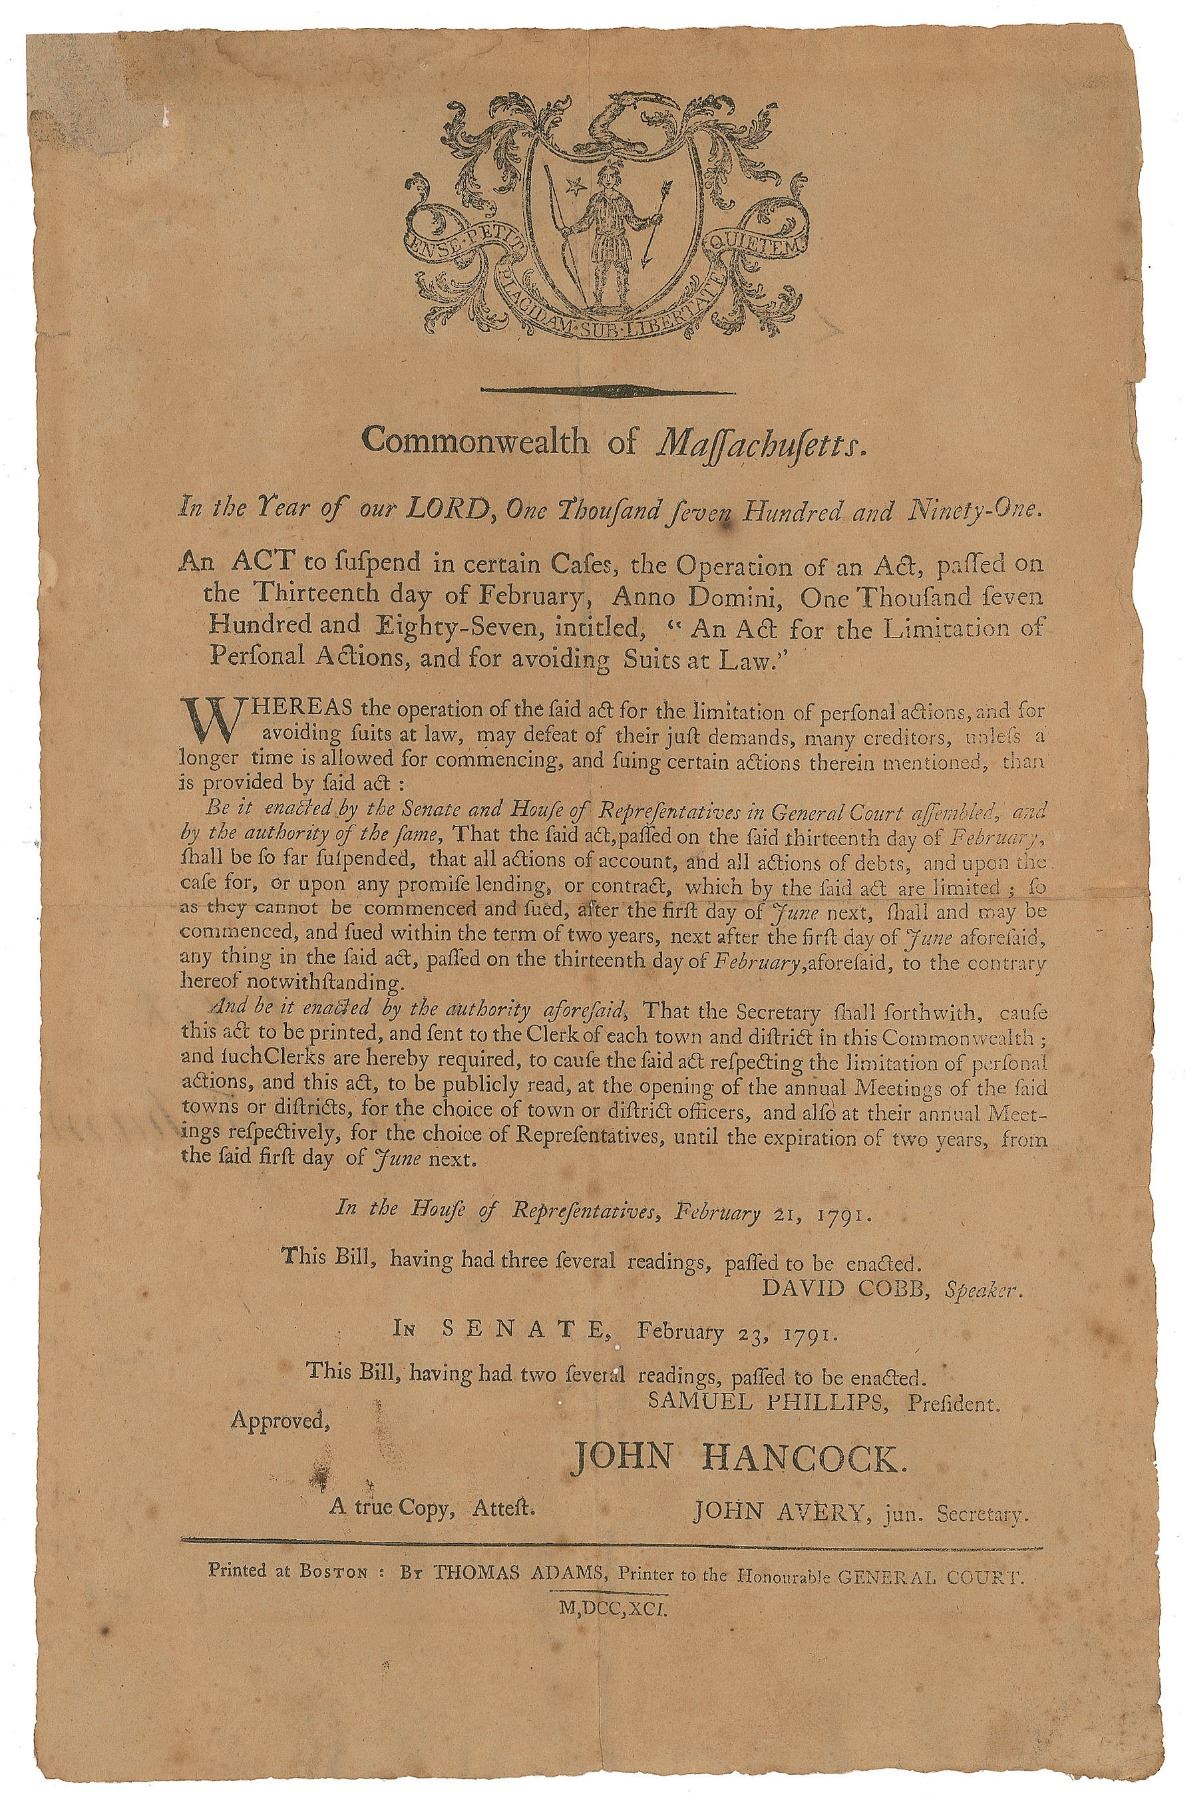 ENSE·PETIT
PLACIDAM·SUB·LIBERTATE
QUIETEM.
Commonwealth of Maſſachuſetts.
In the Year of our LORD, One Thouſand ſeven Hundred and Ninety-One.
An ACT to ſuſpend in certain Caſes, the Operation of an Act, paſſed on
the Thirteenth day of February, Anno Domini, One Thouſand ſeven
Hundred and Eighty-Seven, intitled, “ An Act for the Limitation of
Perſonal Actions, and for avoiding Suits at Law.”
WHEREAS the operation of the ſaid act for the limitation of perſonal actions, and for
avoiding ſuits at law, may defeat of their juſt demands, many creditors, unleſs a
longer time is allowed for commencing, and ſuing certain actions therein mentioned, than
is provided by ſaid act :
Be it enacted by the Senate and Houſe of Repreſentatives in General Court aſſembled, and
by the authority of the ſame, That the ſaid act, paſſed on the ſaid thirteenth day of February,
ſhall be ſo far ſuſpended, that all actions of account, and all actions of debts, and upon the
caſe for, or upon any promiſe lending, or contract, which by the ſaid act are limited ; ſo
as they cannot be commenced and ſued, after the firſt day of June next, ſhall and may be
commenced, and ſued within the term of two years, next after the firſt day of June aforeſaid,
any thing in the ſaid act, paſſed on the thirteenth day of February,aforeſaid, to the contrary
hereof notwithſtanding.
And be it enacted by the authority aforeſaid, That the Secretary ſhall forthwith, cauſe
this act to be printed, and ſent to the Clerk of each town and diſtrict in this Commonwealth ;
and ſuchClerks are hereby required, to cauſe the ſaid act reſpecting the limitation of perſonal
actions, and this act, to be publicly read, at the opening of the annual Meetings of the ſaid
towns or diſtricts, for the choice of town or diſtrict officers, and alſo at their annual Meet-
ings reſpectively, for the choice of Repreſentatives, until the expiration of two years, from
the ſaid firſt day of June next.
In the Houſe of Repreſentatives, February 21, 1791.
This Bill, having had three ſeveral readings, paſſed to be enacted.
DAVID COBB, Speaker.
IN SENATE, February 23, 1791.
This Bill, having had two ſeveral readings, paſſed to be enacted.
SAMUEL PHILLIPS, Preſident.
Approved,
JOHN HANCOCK.
A true Copy, Atteſt.
JOHN AVERY, jun. Secretary.
Printed at BOSTON : BY THOMAS ADAMS, Printer to the Honourable GENERAL COURT.
M,DCC,XCI.